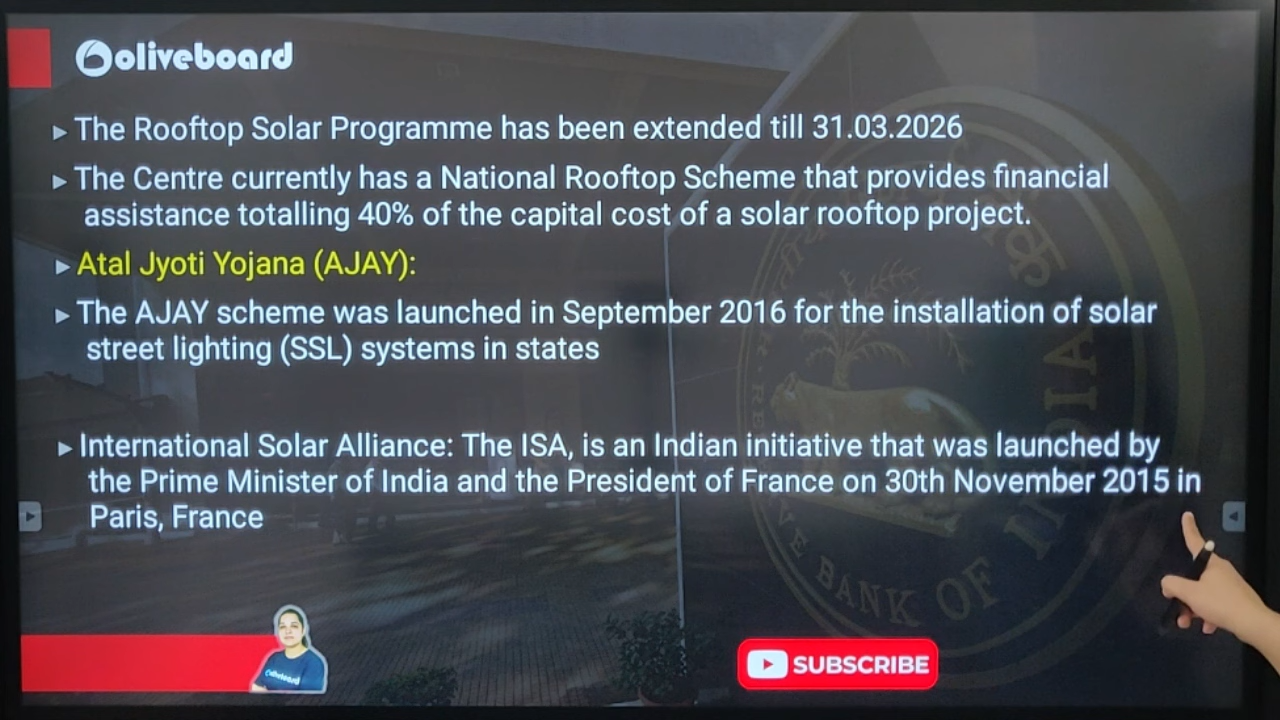 oliveboard
▸ The Rooftop Solar Programme has been extended till 31.03.2026
▸ The Centre currently has a National Rooftop Scheme that provides financial
assistance totalling 40% of the capital cost of a solar rooftop project.
▸ Atal Jyoti Yojana (AJAY):
▸ The AJAY scheme was launched in September 2016 for the installation of solar
street lighting (SSL) systems in states
▸ International Solar Alliance: The ISA, is an Indian initiative that was launched by
the Prime Minister of India and the President of France on 30th November 2015 in
Paris, France
BANK OF INDIA
oliveboard
SUBSCRIBE